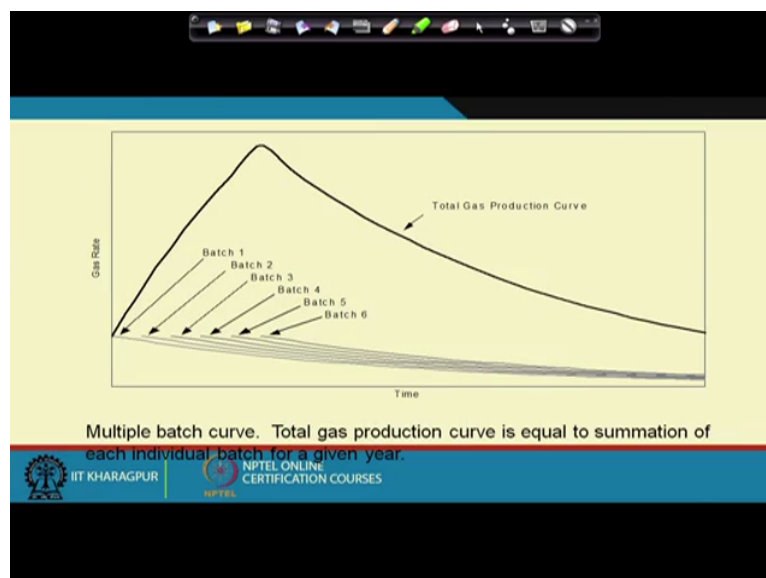 Total Gas Production Curve
Gas Rate
Batch 1
Batch 2
Batch 3
Batch 4
Batch 5
Batch 6
Time
Multiple batch curve. Total gas production curve is equal to summation of
each individual batch for a given year.
IIT KHARAGPUR
NPTEL
NPTEL ONLINE
CERTIFICATION COURSES